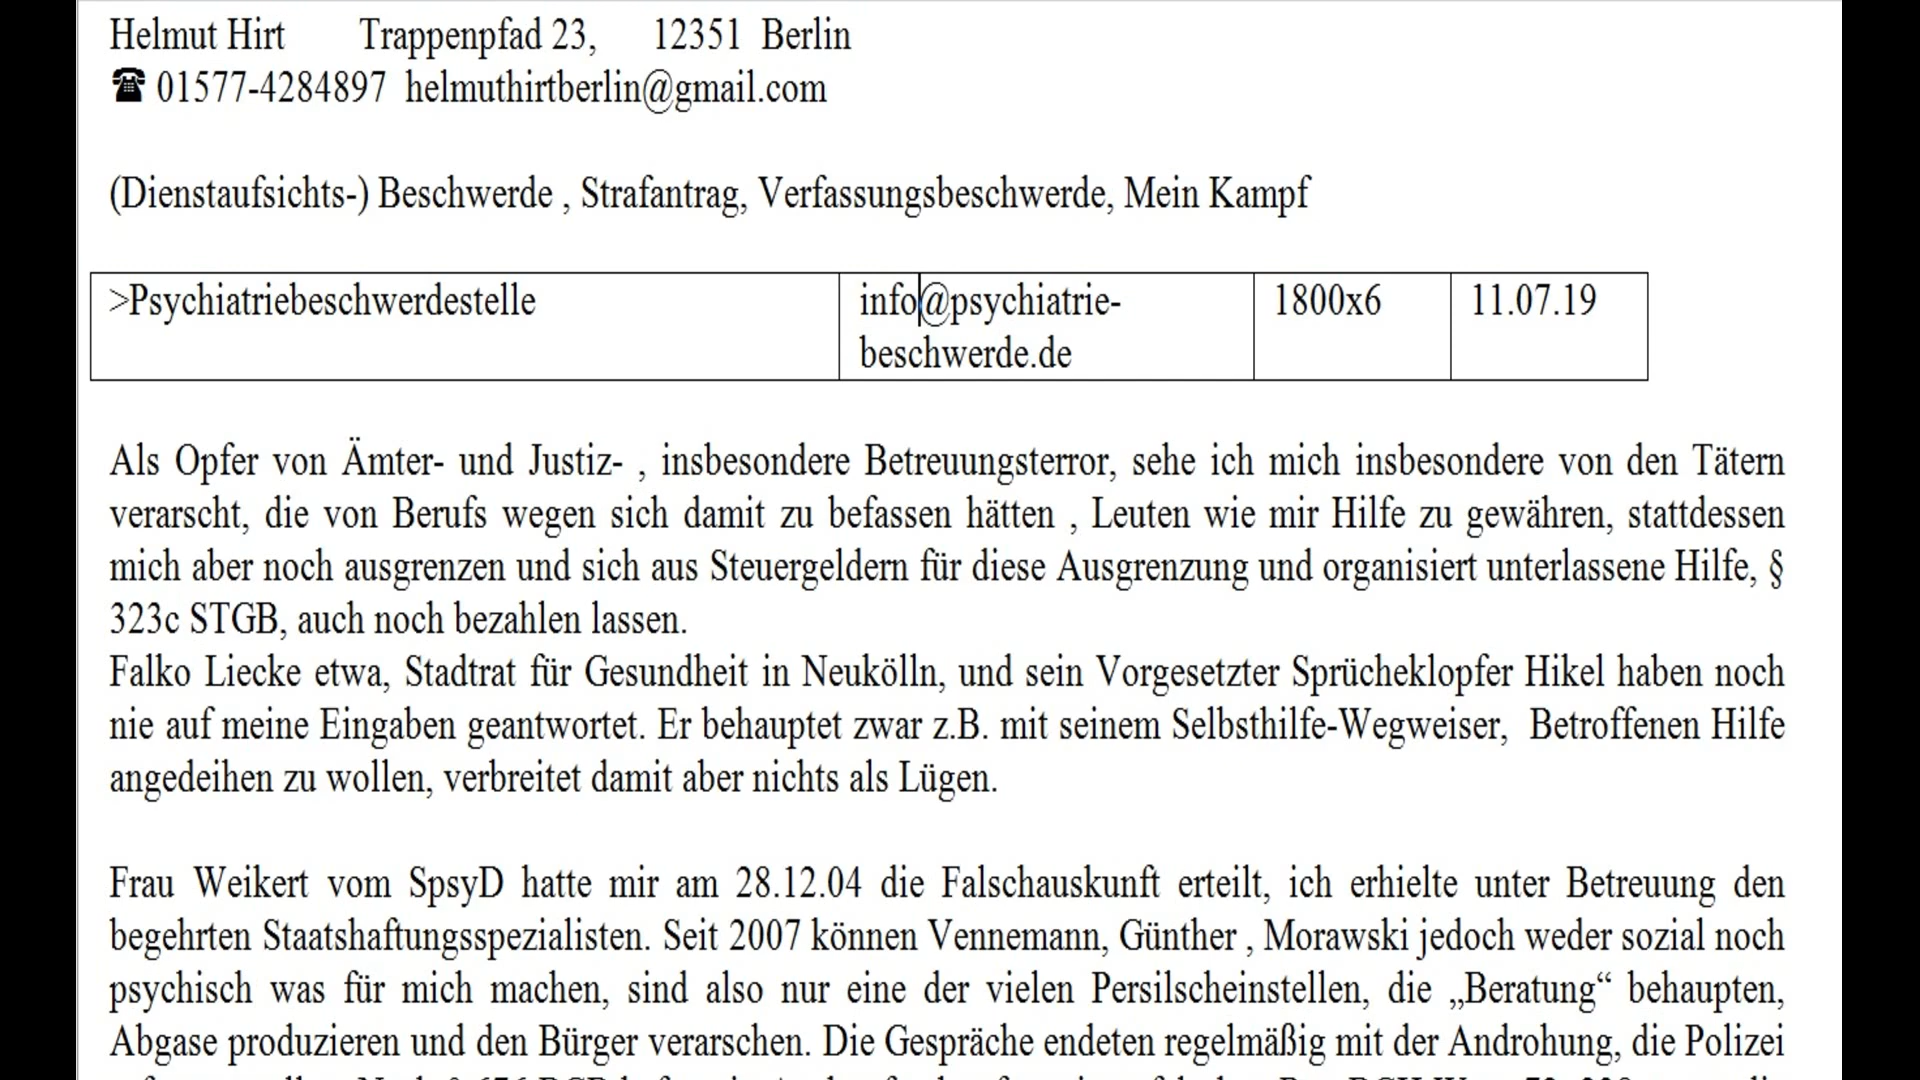 Helmut Hirt Trappenpfad 23, 12351 Berlin
☎ 01577-4284897 helmuthirtberlin@gmail.com
(Dienstaufsichts-) Beschwerde , Strafantrag, Verfassungsbeschwerde, Mein Kampf
>Psychiatriebeschwerdestelle info@psychiatrie- 1800x6 11.07.19
beschwerde.de
Als Opfer von Ämter- und Justiz- , insbesondere Betreuungsterror, sehe ich mich insbesondere von den Tätern
verarscht, die von Berufs wegen sich damit zu befassen hätten , Leuten wie mir Hilfe zu gewähren, stattdessen
mich aber noch ausgrenzen und sich aus Steuergeldern für diese Ausgrenzung und organisiert unterlassene Hilfe, §
323c STGB, auch noch bezahlen lassen.
Falko Liecke etwa, Stadtrat für Gesundheit in Neukölln, und sein Vorgesetzter Sprücheklopfer Hikel haben noch
nie auf meine Eingaben geantwortet. Er behauptet zwar z.B. mit seinem Selbsthilfe-Wegweiser, Betroffenen Hilfe
angedeihen zu wollen, verbreitet damit aber nichts als Lügen.
Frau Weikert vom SpsyD hatte mir am 28.12.04 die Falschauskunft erteilt, ich erhielte unter Betreuung den
begehrten Staatshaftungsspezialisten. Seit 2007 können Vennemann, Günther , Morawski jedoch weder sozial noch
psychisch was für mich machen, sind also nur eine der vielen Persilscheinstellen, die „Beratung“ behaupten,
Abgase produzieren und den Bürger verarschen. Die Gespräche endeten regelmäßig mit der Androhung, die Polizei